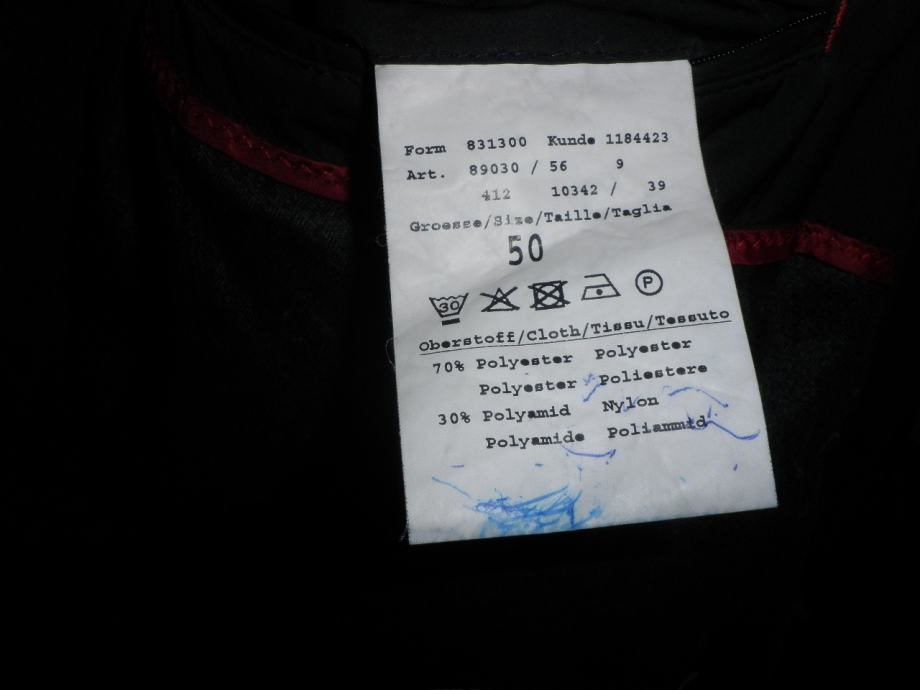 Form 831300 Kunde 1184423
Art. 89030 / 56 9
412 10342 / 39
Groesse/Size/Taille/Taglia
50
30 P
Oberstoff/Cloth/Tissu/Tessuto
70% Polyester Polyester
Polyester Poliestere
30% Polyamid Nylon
Polyamide Poliammid